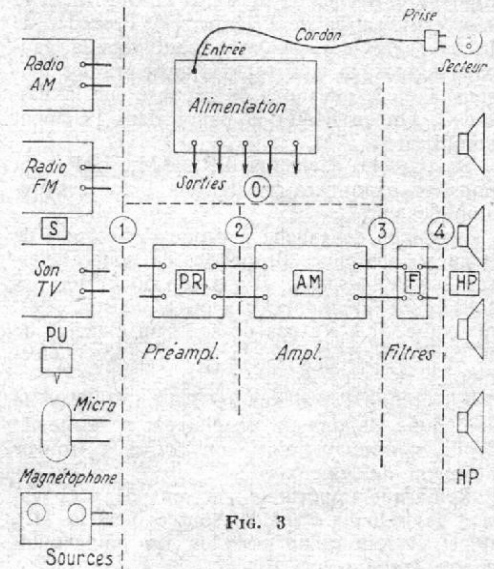 Prise
Cordon
Entrée
Secteur
Radio
AM
Alimentation
Radio
FM
Sorties
0
S
1
2
3
4
Son
TV
PR
AM
F
HP
PU
Préampl.
Ampl.
Filtres
Micro
Magnétophone
HP
FIG. 3
Sources